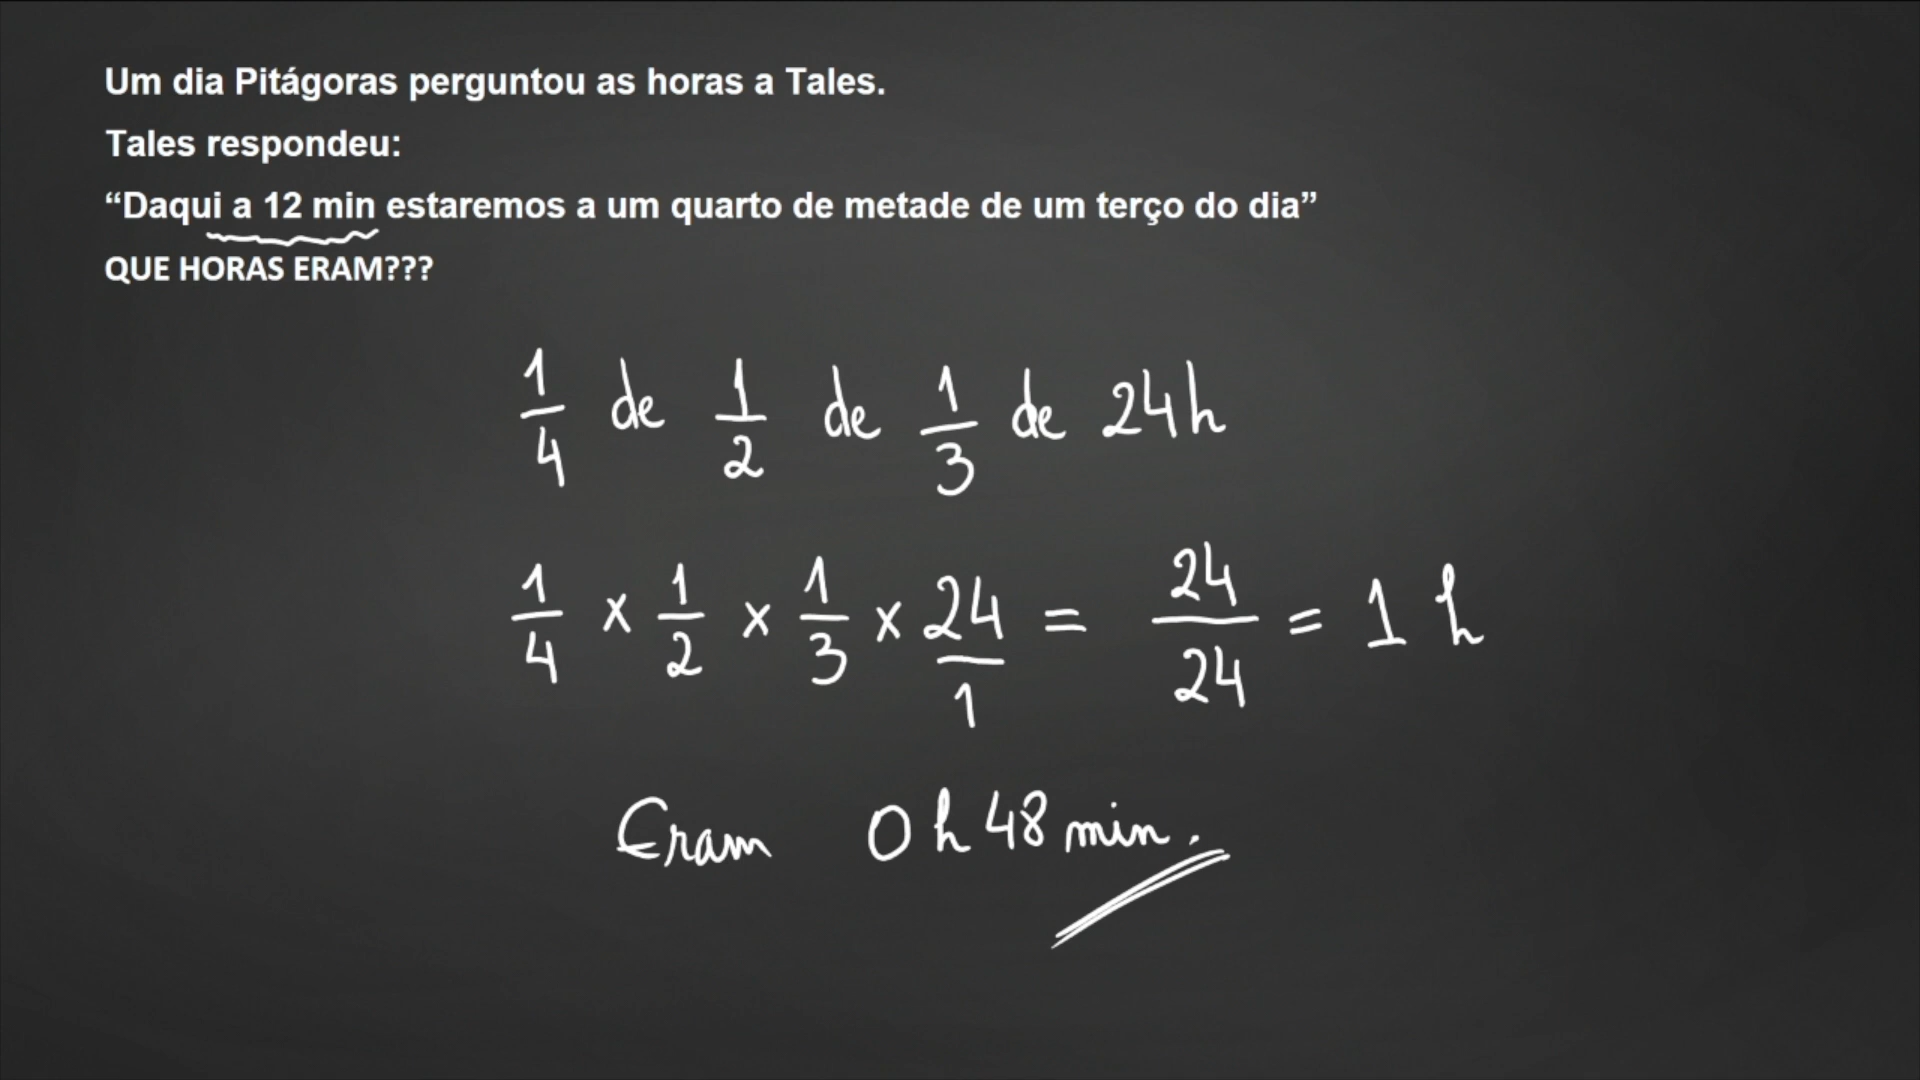 Um dia Pitágoras perguntou as horas a Tales.
Tales respondeu:
“Daqui a 12 min estaremos a um quarto de metade de um terço do dia”
QUE HORAS ERAM???
1/4 de 1/2 de 1/3 de 24h
1/4 x 1/2 x 1/3 x 24/1 = 24/24 = 1 h
Eram 0h 48 min.